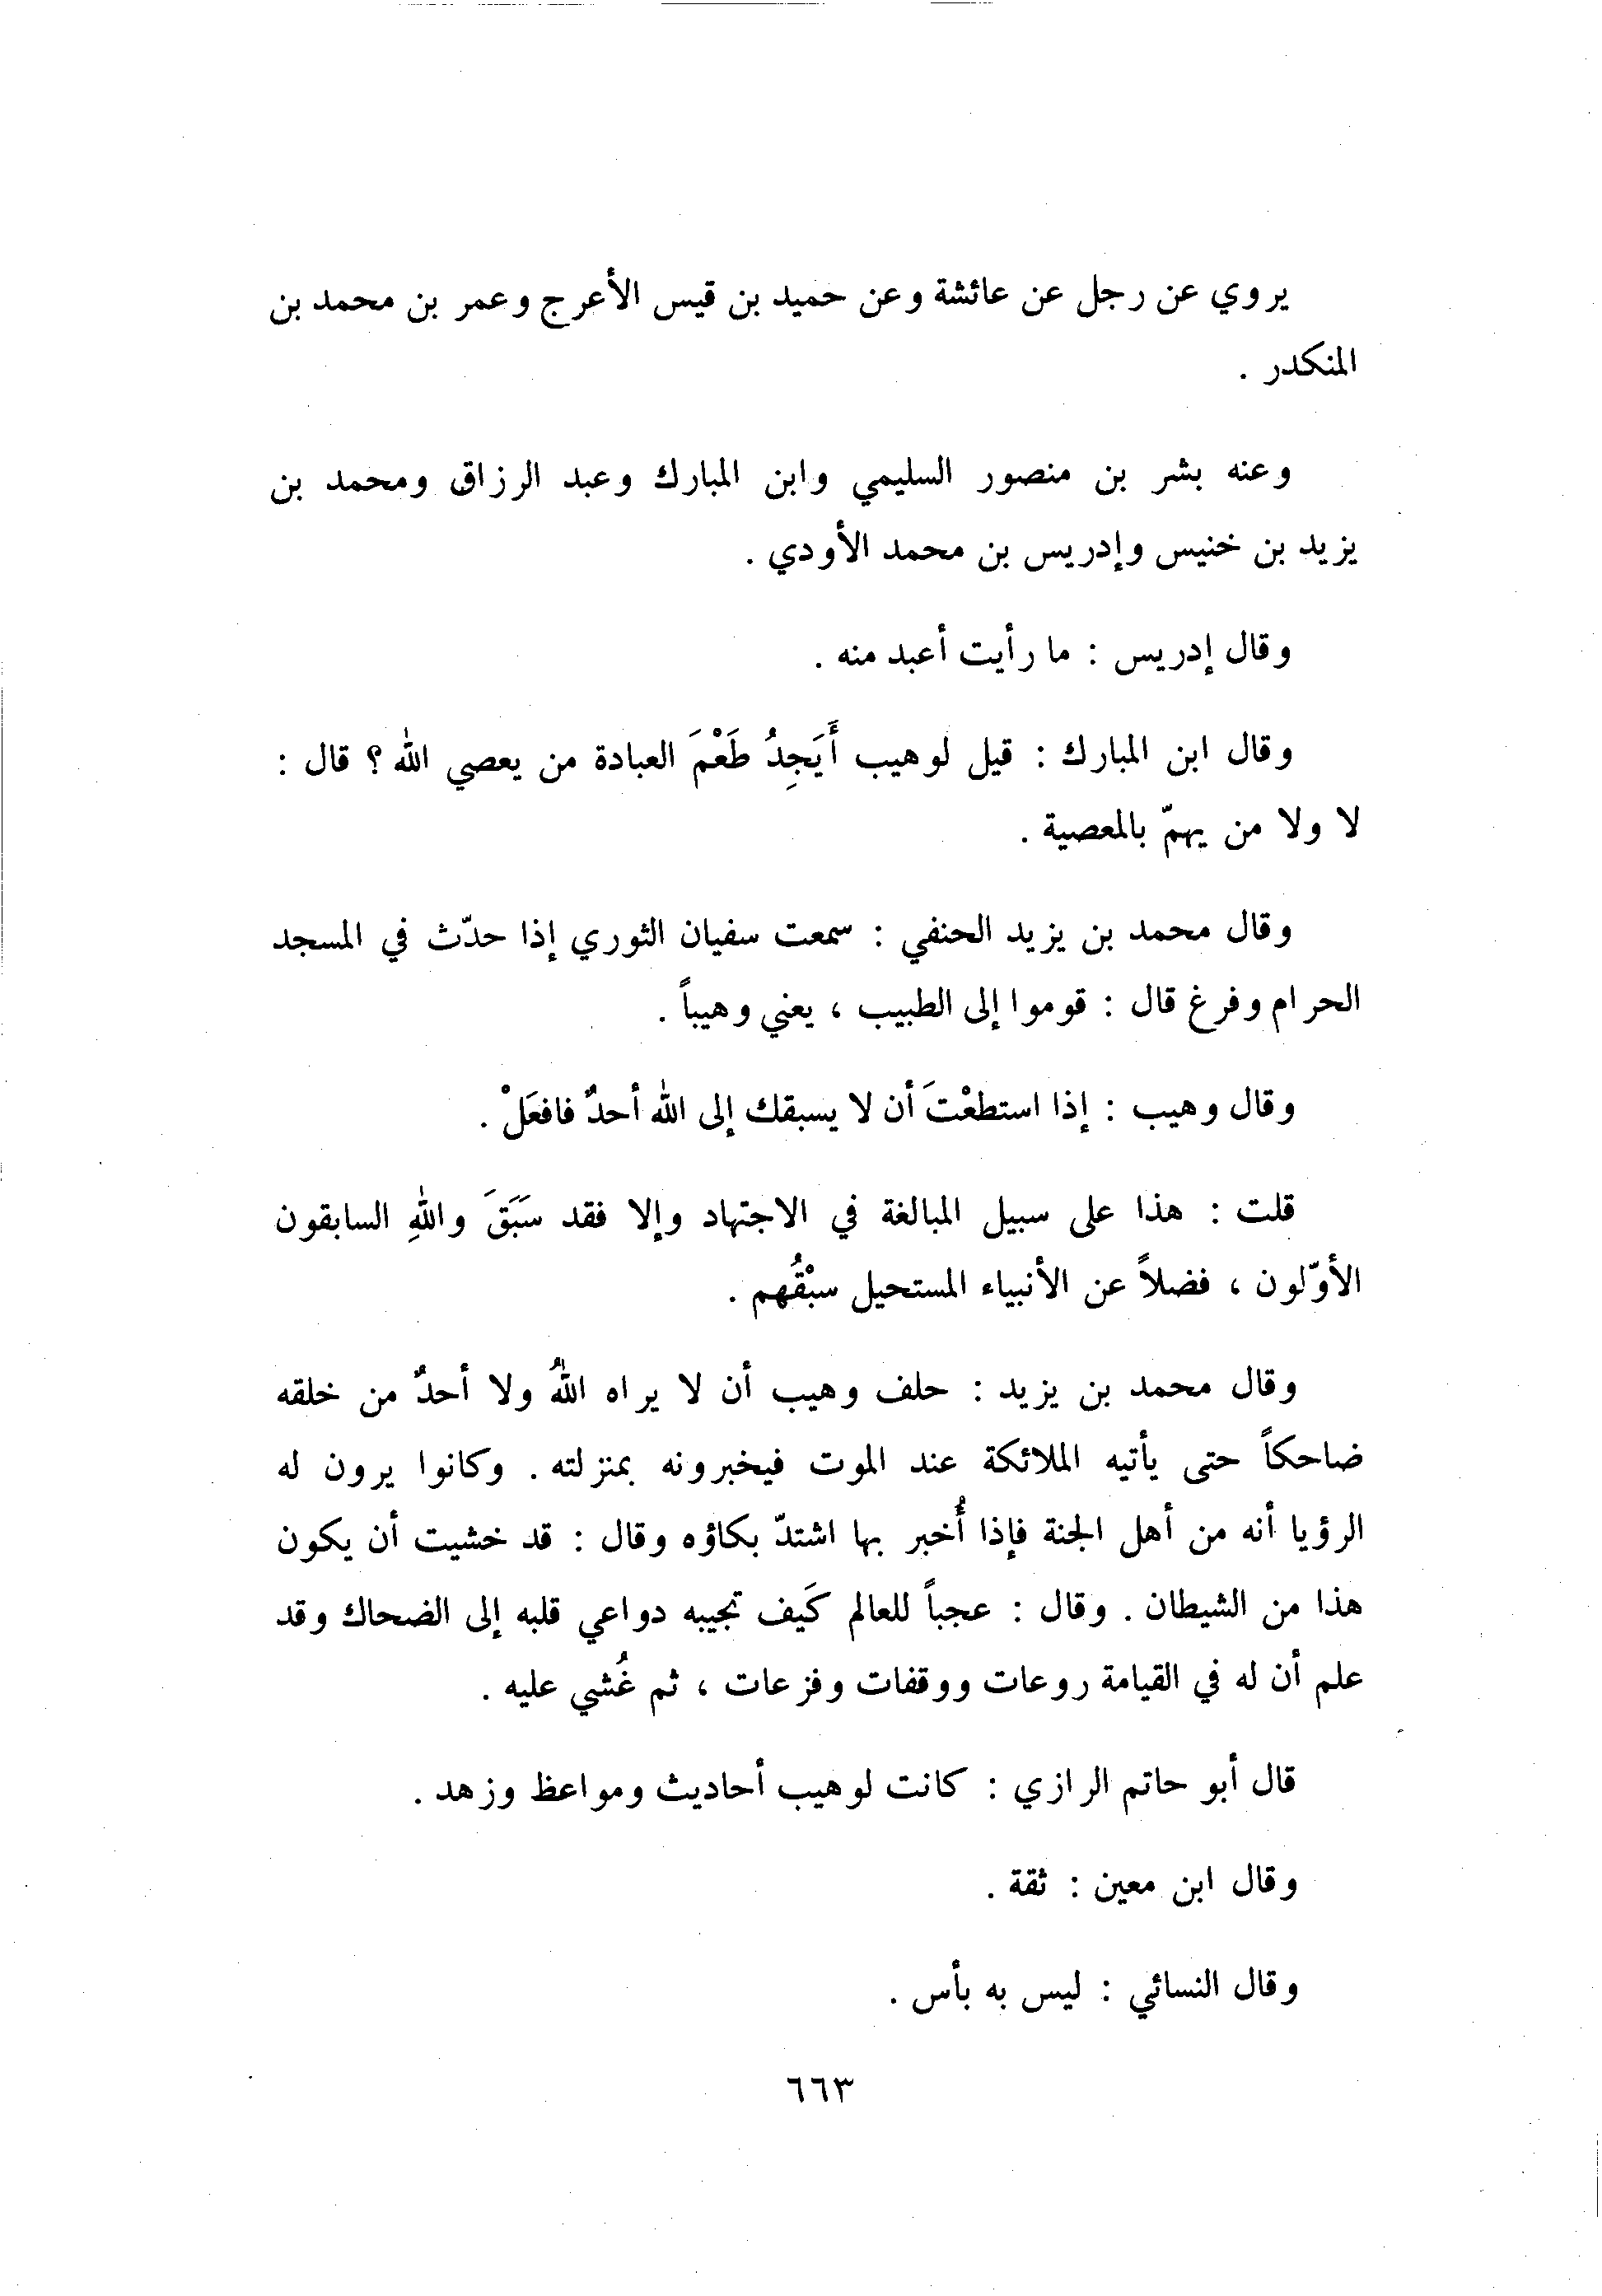 يروي عن رجل عن عائشة وعن حميد بن قيس الأعرج وعمر بن محمد بن
المنكدر .
وعنه بشر بن منصور السليمي وابن المبارك وعبد الرزاق ومحمد بن
يزيد بن خنيس وإدريس بن محمد الأودي .
وقال إدريس : ما رأيت أعبد منه .
وقال ابن المبارك : قيل لوهيب أَيَجِدُ طَعْمَ العبادة من يعصي الله ؟ قال :
لا ولا من يهمّ بالمعصية .
وقال محمد بن يزيد الحنفي : سمعت سفيان الثوري إذا حدّث في المسجد
الحرام وفرغ قال : قوموا إلى الطبيب ، يعني وهيباً .
وقال وهيب : إذا استطعْتَ أن لا يسبقك إلى الله أحدٌ فافعَلْ .
قلت : هذا على سبيل المبالغة في الاجتهاد وإلا فقد سَبَقَ واللهِ السابقون
الأوّلون ، فضلاً عن الأنبياء المستحيل سبْقُهم .
وقال محمد بن يزيد : حلف وهيب أن لا يراه اللهُ ولا أحدٌ من خلقه
ضاحكاً حتى يأتيه الملائكة عند الموت فيخبرونه بمنزلته . وكانوا يرون له
الرؤيا أنه من أهل الجنة فإذا أُخبر بها اشتدّ بكاؤه وقال : قد خشيت أن يكون
هذا من الشيطان . وقال : عجباً للعالم كَيف تجيبه دواعي قلبه إلى الضحاك وقد
علم أن له في القيامة روعات ووقفات وفزعات ، ثم غُشي عليه .
قال أبو حاتم الرازي : كانت لوهيب أحاديث ومواعظ وزهد .
وقال ابن معين : ثقة .
وقال النسائي : ليس به بأس .
٦٦٣